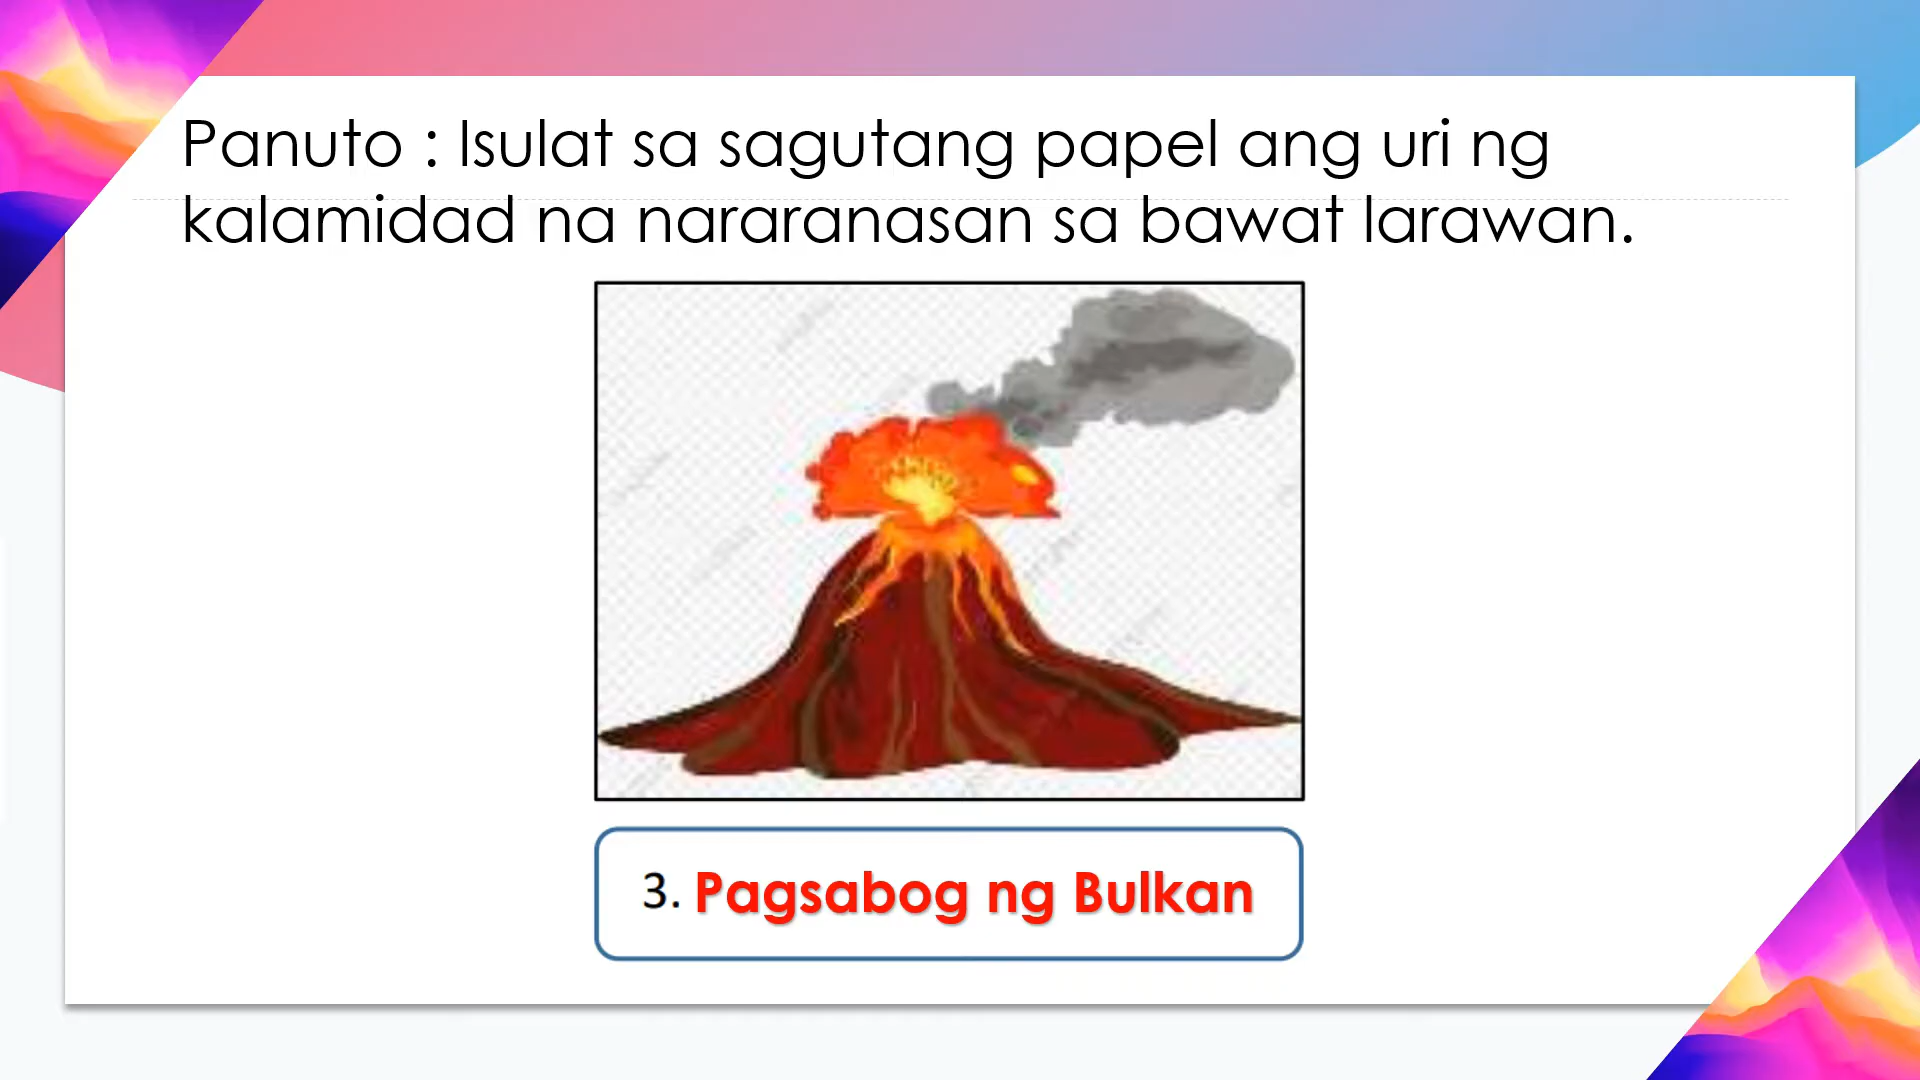 Panuto : Isulat sa sagutang papel ang uri ng
kalamidad na nararanasan sa bawat larawan.
3. Pagsabog ng Bulkan